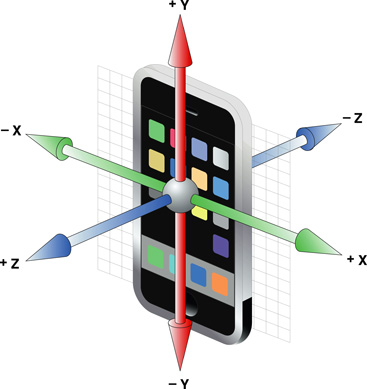 + Y
– X
– Z
+ Z
+ X
– Y